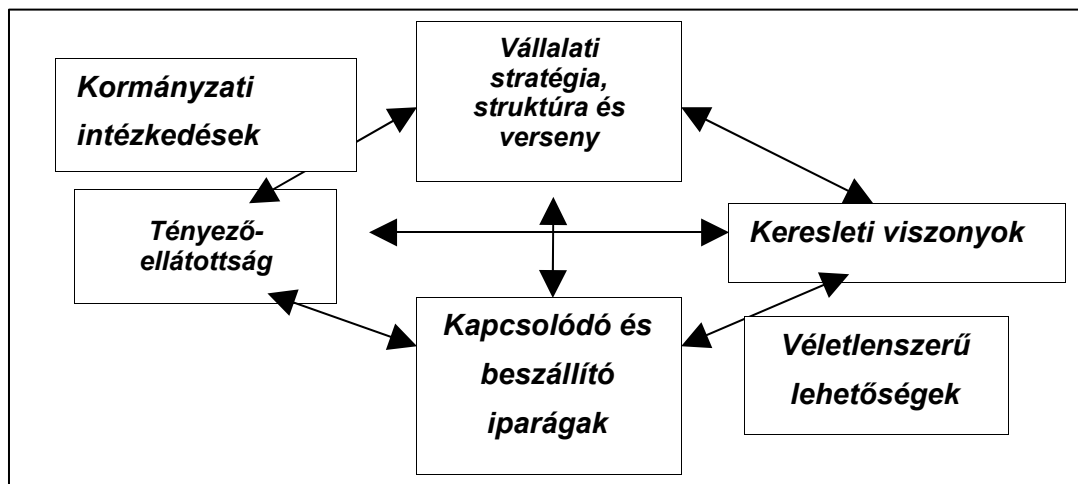 Vállalati
stratégia,
struktúra és
verseny
Kormányzati
intézkedések
Tényező-
ellátottság
Keresleti viszonyok
Kapcsolódó és
beszállító
iparágak
Véletlenszerű
lehetőségek